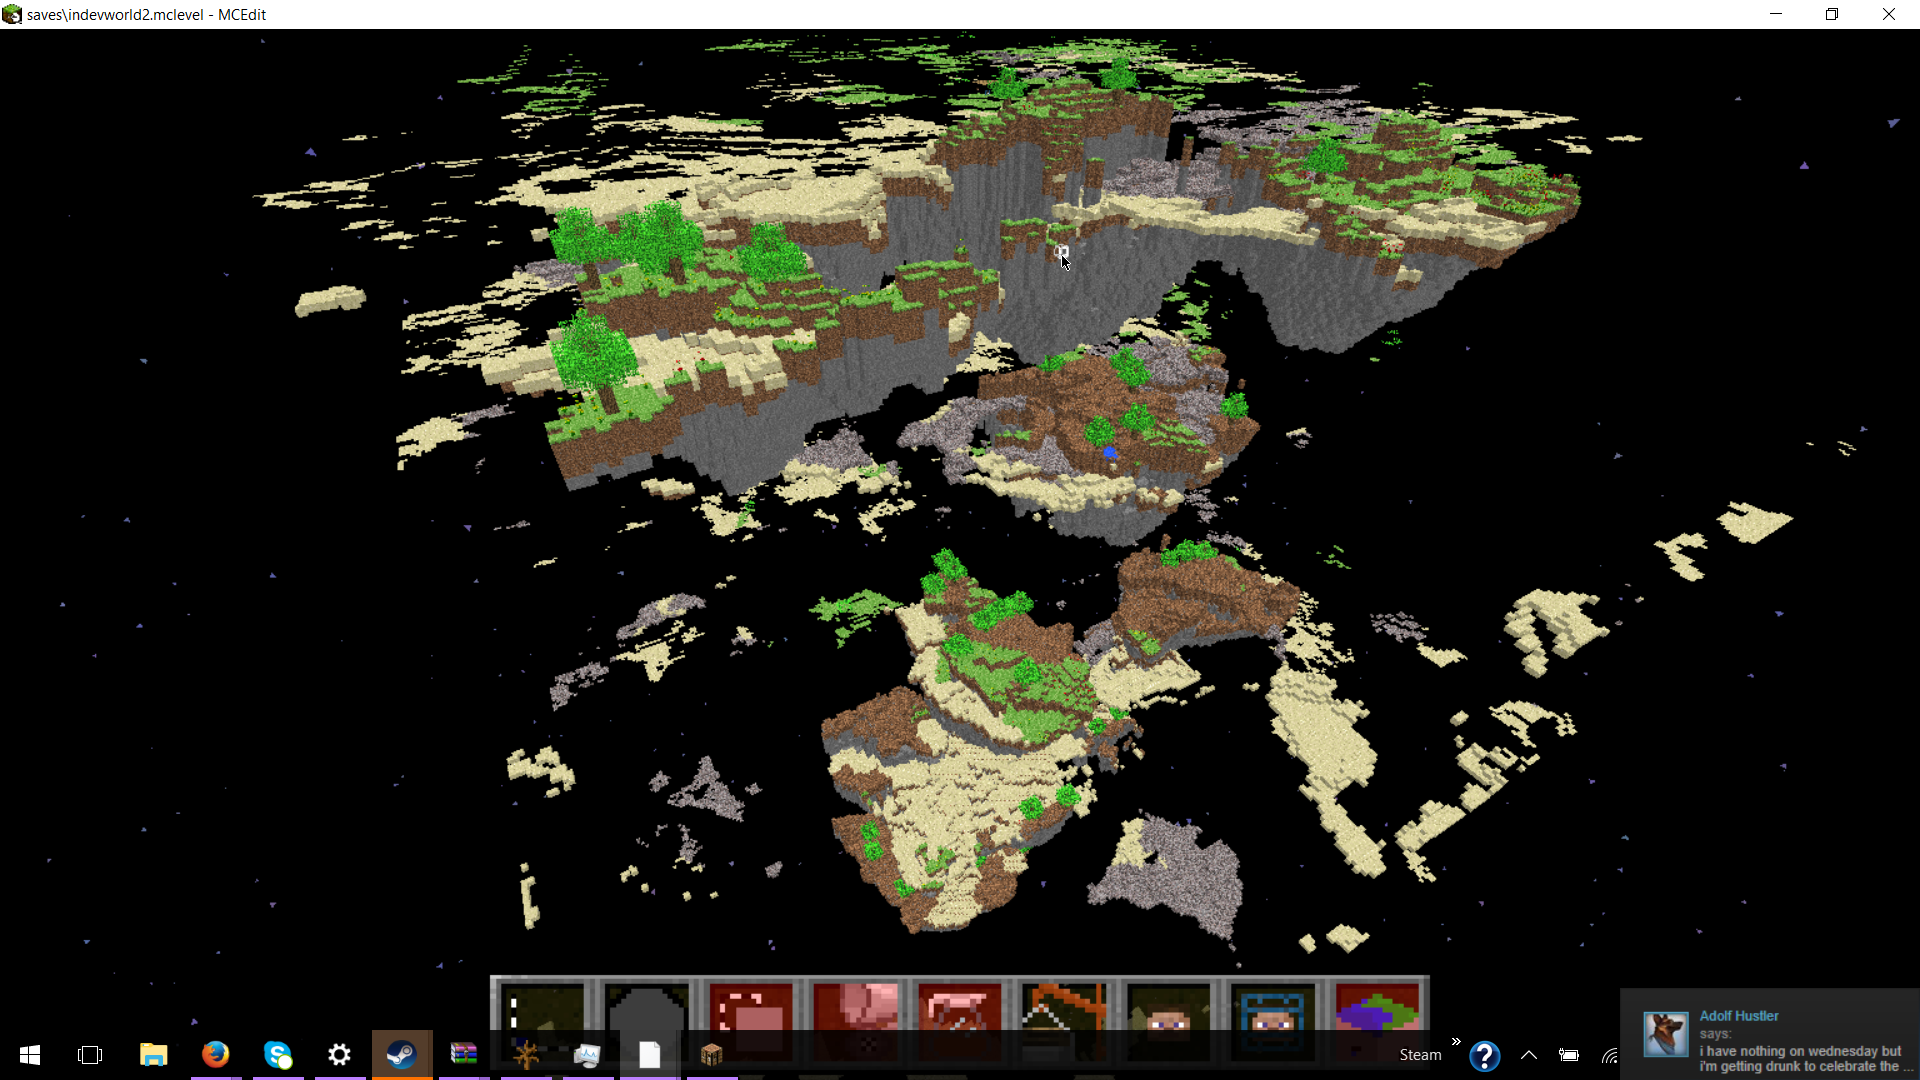 saves\indevworld2.mclevel - MCEdit
Steam
»
?
Adolf Hustler
says:
i have nothing on wednesday but
i'm getting drunk to celebrate the ...